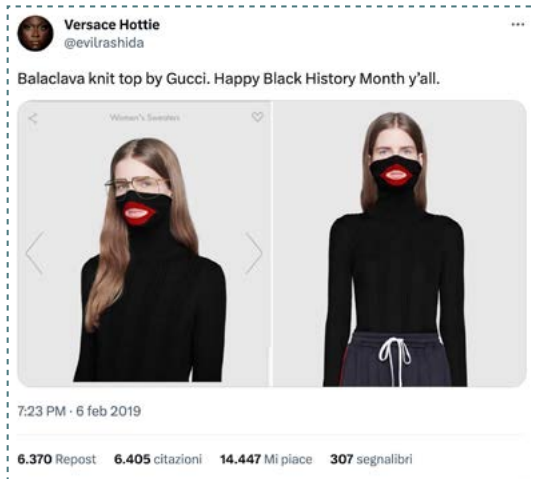 Versace Hottie
@evilrashida
Balaclava knit top by Gucci. Happy Black History Month y’all.
Women's Sweaters
7:23 PM · 6 feb 2019
6.370 Repost 6.405 citazioni 14.447 Mi piace 307 segnalibri